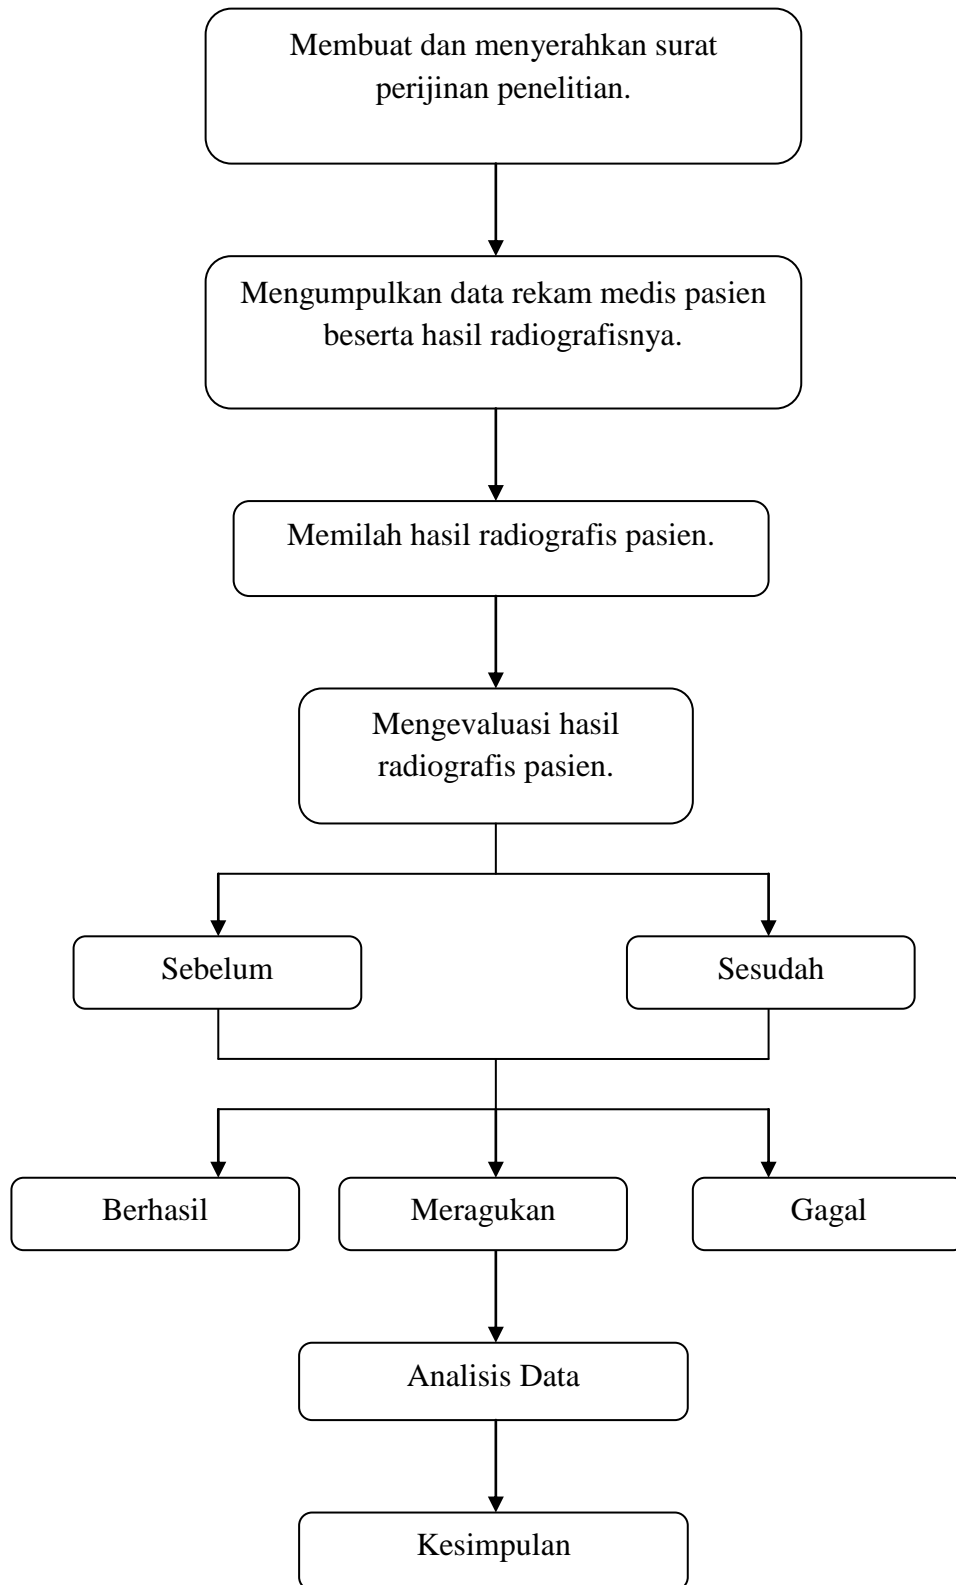 Membuat dan menyerahkan surat
perijinan penelitian.
Mengumpulkan data rekam medis pasien
beserta hasil radiografisnya.
Memilah hasil radiografis pasien.
Mengevaluasi hasil
radiografis pasien.
Sebelum
Sesudah
Berhasil
Meragukan
Gagal
Analisis Data
Kesimpulan